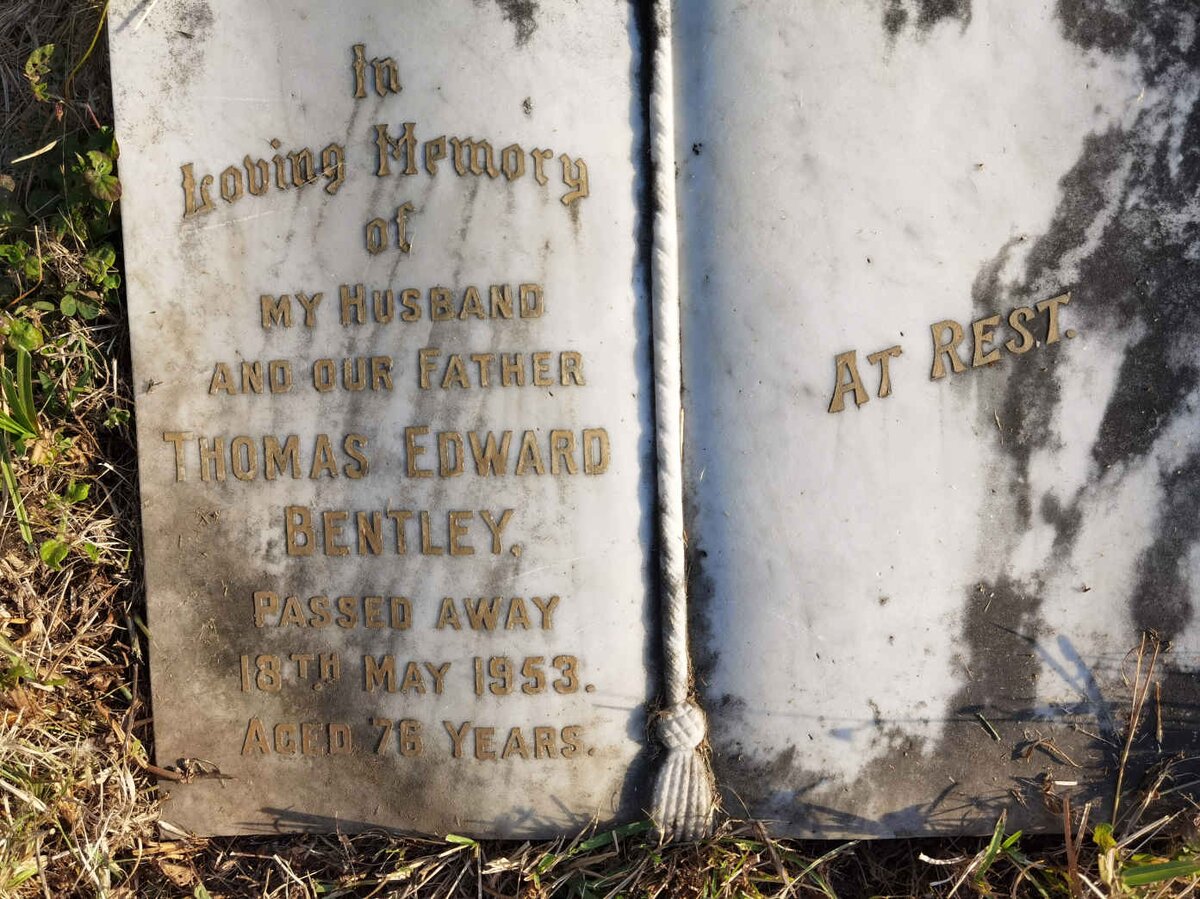 In
Loving Memory
of
MY HUSBAND
AND OUR FATHER
THOMAS EDWARD
BENTLEY,
PASSED AWAY
18TH MAY 1953.
AGED 76 YEARS.
AT REST.